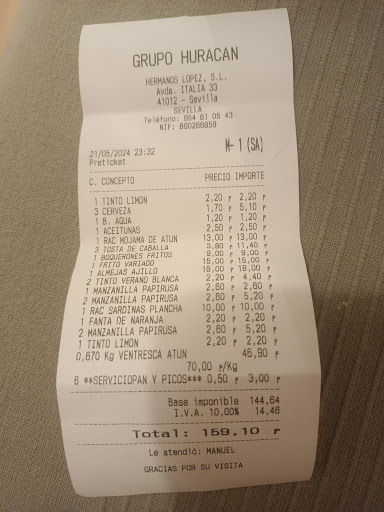 GRUPO HURACAN
HERMANOS LOPEZ, S.L.
Avda. ITALIA 33
41012 - Sevilla
SEVILLA
Teléfono: 954 61 05 43
NIF: B90266859
21/05/2024 23:32 M- 1 (SA)
Preticket
C. CONCEPTO PRECIO IMPORTE
1 TINTO LIMON 2,20 ₧ 2,20 ₧
3 CERVEZA 1,70 ₧ 5,10 ₧
1 B. AGUA 1,20 ₧ 1,20 ₧
1 ACEITUNAS 2,50 ₧ 2,50 ₧
1 RAC MOJAMA DE ATUN 13,00 ₧ 13,00 ₧
3 TOSTA DE CABALLA 3,80 ₧ 11,40 ₧
1 BOQUERONES FRITOS 9,00 ₧ 9,00 ₧
1 FRITO VARIADO 15,00 ₧ 15,00 ₧
1 ALMEJAS AJILLO 18,00 ₧ 18,00 ₧
2 TINTO VERANO BLANCA 2,20 ₧ 4,40 ₧
1 MANZANILLA PAPIRUSA 2,60 ₧ 2,60 ₧
2 MANZANILLA PAPIRUSA 2,60 ₧ 5,20 ₧
1 RAC SARDINAS PLANCHA 10,00 ₧ 10,00 ₧
1 FANTA DE NARANJA 2,20 ₧ 2,20 ₧
2 MANZANILLA PAPIRUSA 2,60 ₧ 5,20 ₧
1 TINTO LIMON 2,20 ₧ 2,20 ₧
0,670 Kg VENTRESCA ATUN 46,90 ₧
70,00 ₧/Kg
6 **SERVICIOPAN Y PICOS*** 0,50 ₧ 3,00 ₧
Base imponible 144,64
I.V.A. 10,00% 14,46
Total: 159,10 ₧
Le atendió: MANUEL
GRACIAS POR SU VISITA